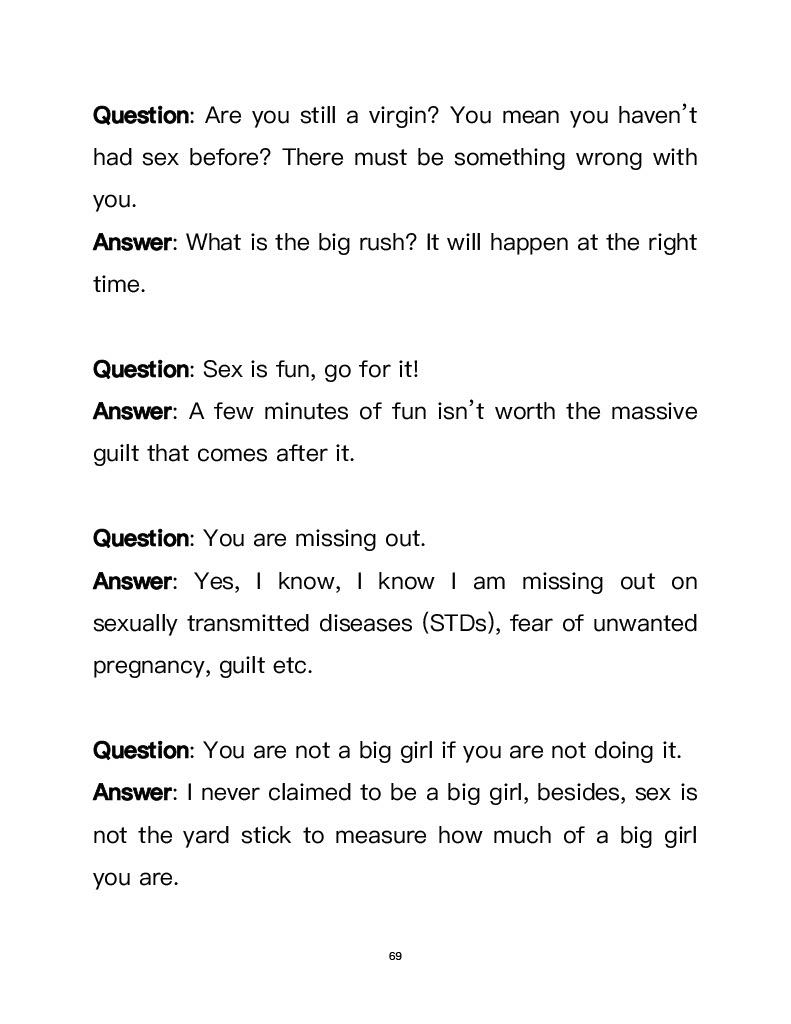 Question: Are you still a virgin? You mean you haven’t
had sex before? There must be something wrong with
you.
Answer: What is the big rush? It will happen at the right
time.
Question: Sex is fun, go for it!
Answer: A few minutes of fun isn’t worth the massive
guilt that comes after it.
Question: You are missing out.
Answer: Yes, I know, I know I am missing out on
sexually transmitted diseases (STDs), fear of unwanted
pregnancy, guilt etc.
Question: You are not a big girl if you are not doing it.
Answer: I never claimed to be a big girl, besides, sex is
not the yard stick to measure how much of a big girl
you are.
69